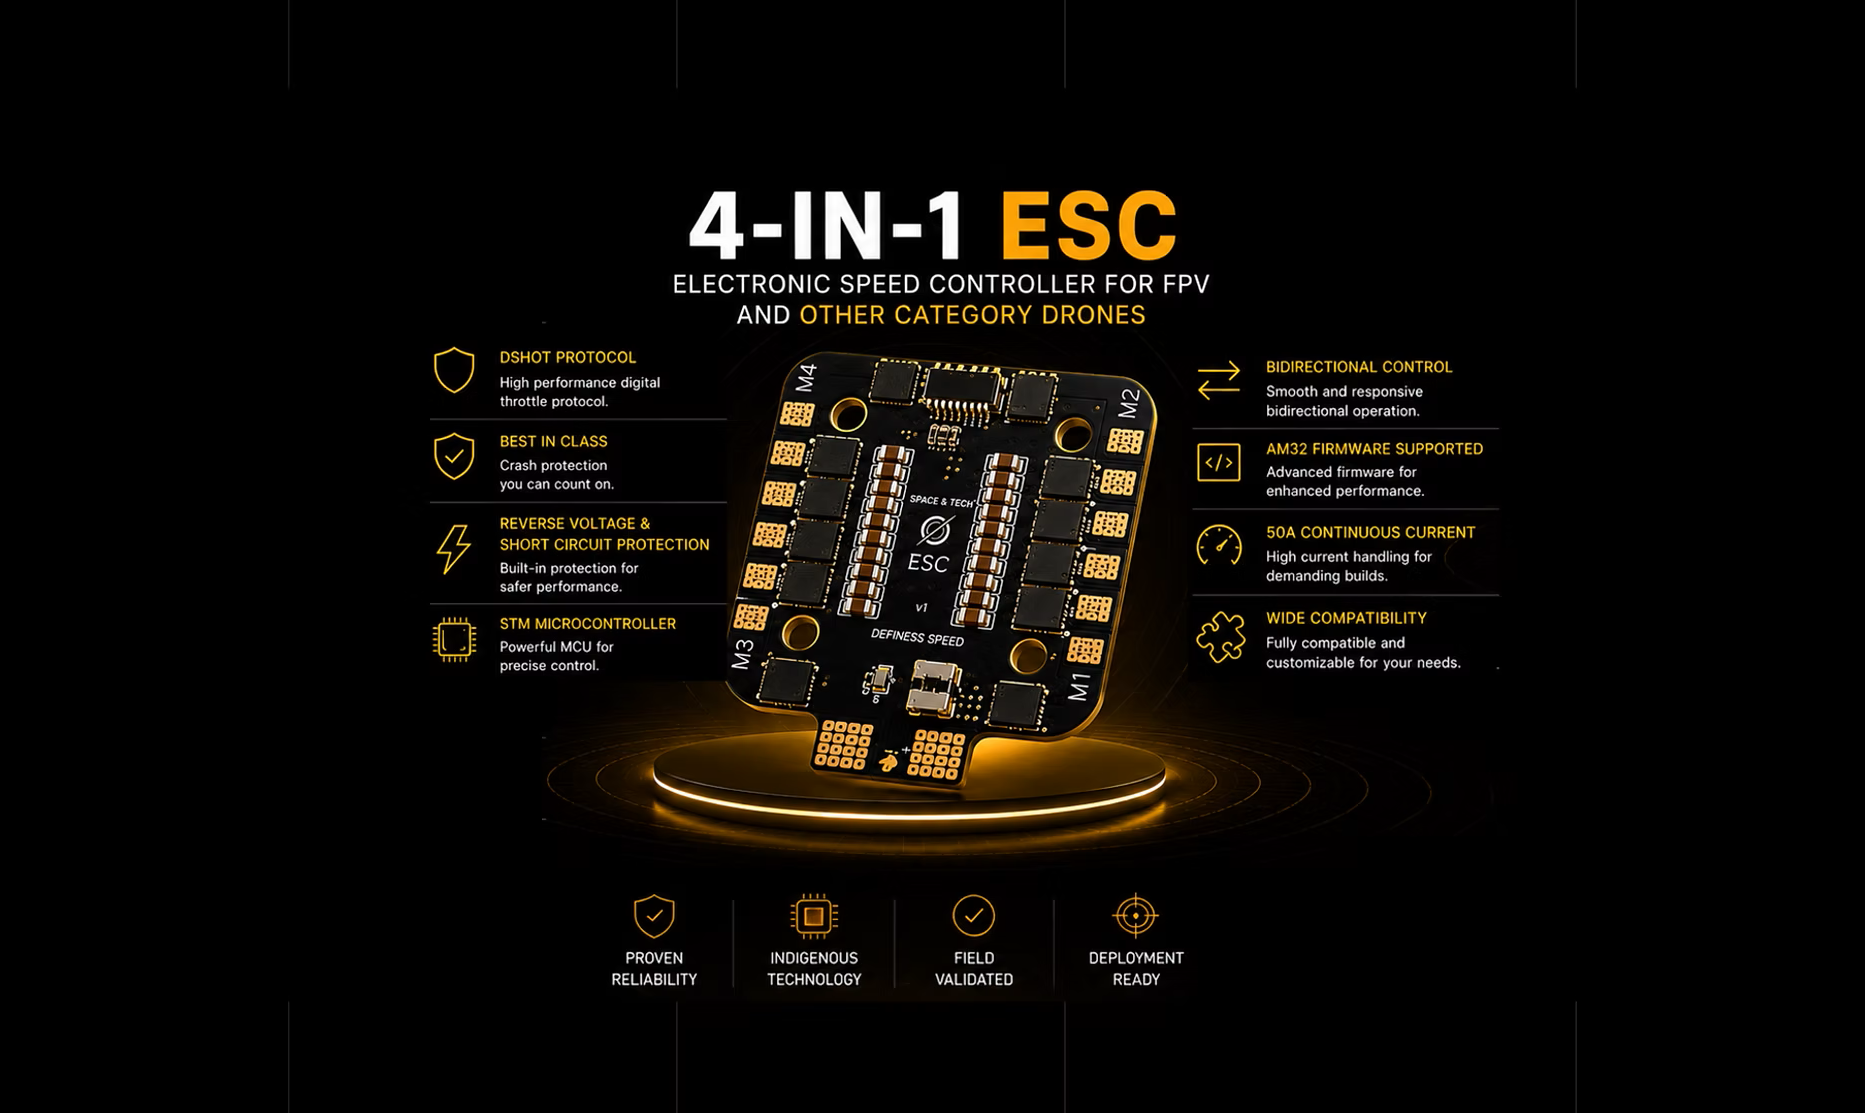 4-IN-1 ESC
ELECTRONIC SPEED CONTROLLER FOR FPV
AND OTHER CATEGORY DRONES
DSHOT PROTOCOL
High performance digital
throttle protocol.
BEST IN CLASS
Crash protection
you can count on.
REVERSE VOLTAGE &
SHORT CIRCUIT PROTECTION
Built-in protection for
safer performance.
STM MICROCONTROLLER
Powerful MCU for
precise control.
M4
M2
SPACE & TECH
ESC
v1
DEFINESS SPEED
M3
M1
+
BIDIRECTIONAL CONTROL
Smooth and responsive
bidirectional operation.
AM32 FIRMWARE SUPPORTED
Advanced firmware for
enhanced performance.
50A CONTINUOUS CURRENT
High current handling for
demanding builds.
WIDE COMPATIBILITY
Fully compatible and
customizable for your needs.
PROVEN
RELIABILITY
INDIGENOUS
TECHNOLOGY
FIELD
VALIDATED
DEPLOYMENT
READY